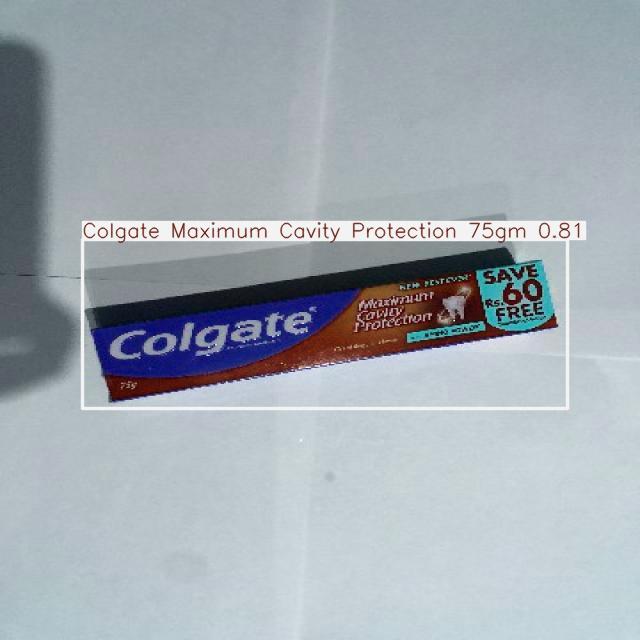 Colgate Maximum Cavity Protection 75gm 0.81
SAVE
Rs.60
FREE
Maximum
Cavity
Protection
Colgate
75g